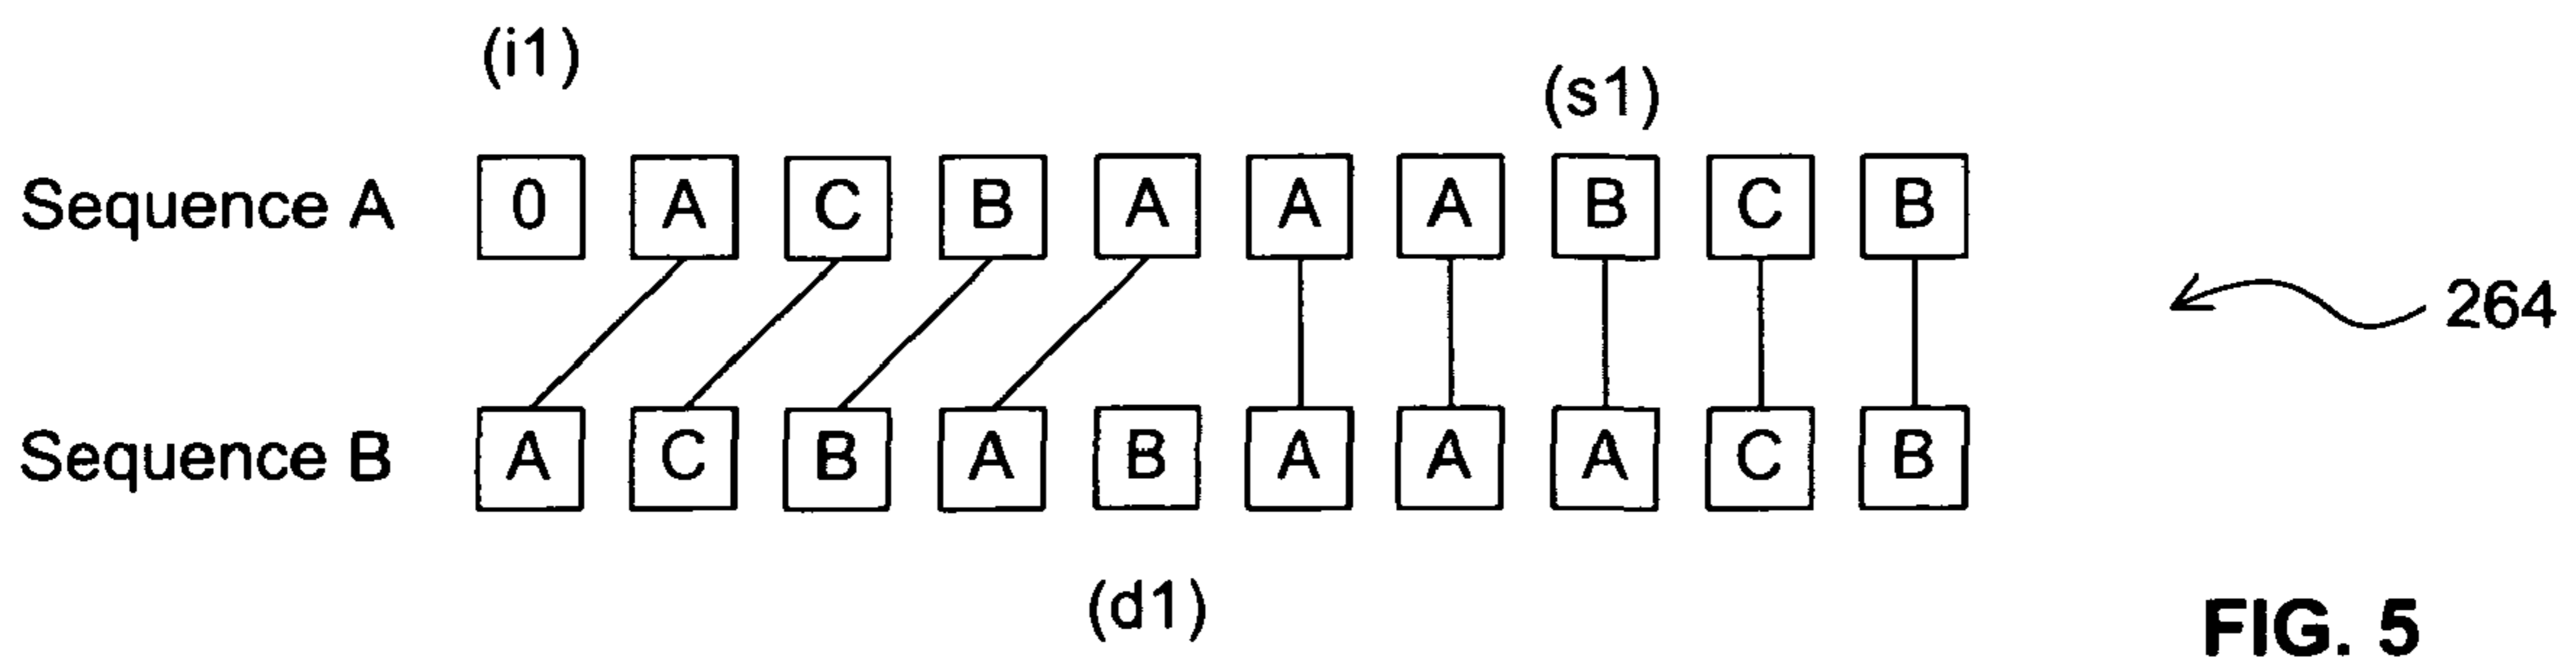 (i1)
(s1)
Sequence A 0 A C B A A A B C B
264
Sequence B A C B A B A A A C B
(d1)
FIG. 5